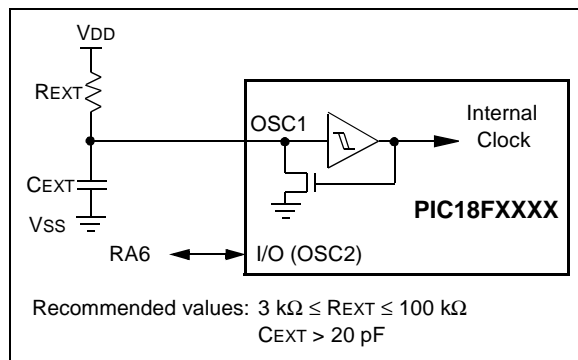 VDD
REXT
OSC1
Internal
Clock
CEXT
PIC18FXXXX
VSS
RA6
I/O (OSC2)
Recommended values: 3 kΩ ≤ REXT ≤ 100 kΩ
CEXT > 20 pF